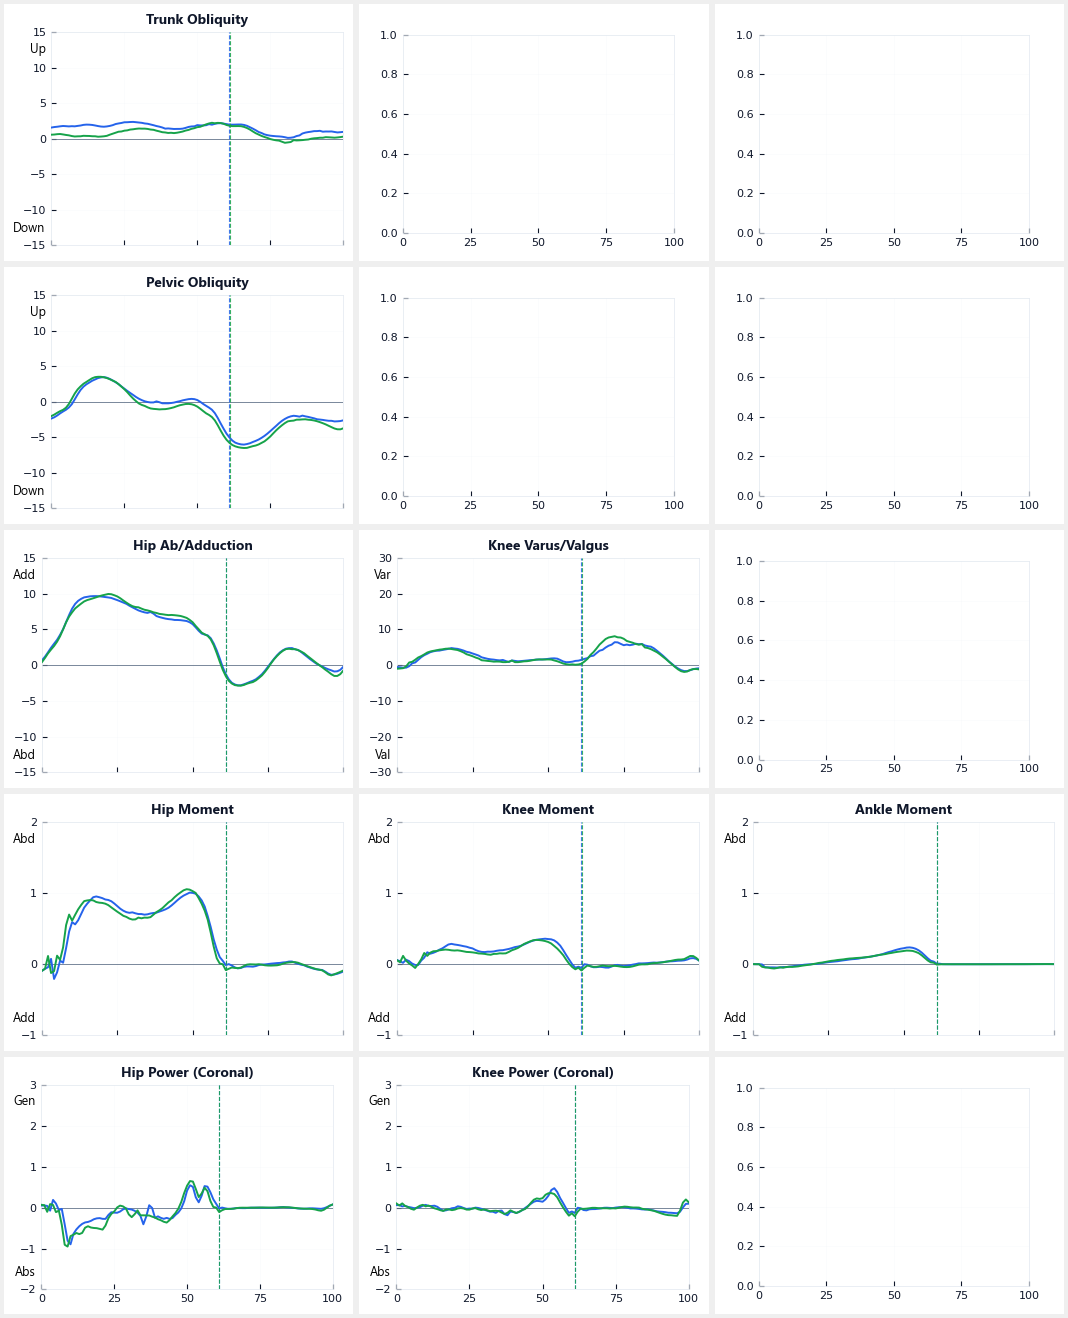 Trunk Obliquity
15
Up
10
5
0
−5
−10
Down
−15
1.0
0.8
0.6
0.4
0.2
0.0
0 25 50 75 100
1.0
0.8
0.6
0.4
0.2
0.0
0 25 50 75 100
Pelvic Obliquity
15
Up
10
5
0
−5
−10
Down
−15
1.0
0.8
0.6
0.4
0.2
0.0
0 25 50 75 100
1.0
0.8
0.6
0.4
0.2
0.0
0 25 50 75 100
Hip Ab/Adduction
15
Add
10
5
0
−5
−10
Abd
−15
Knee Varus/Valgus
30
Var
20
10
0
−10
−20
Val
−30
1.0
0.8
0.6
0.4
0.2
0.0
0 25 50 75 100
Hip Moment
2
Abd
1
0
Add
−1
Knee Moment
2
Abd
1
0
Add
−1
Ankle Moment
2
Abd
1
0
Add
−1
Hip Power (Coronal)
3
Gen
2
1
0
−1
Abs
−2
0 25 50 75 100
Knee Power (Coronal)
3
Gen
2
1
0
−1
Abs
−2
0 25 50 75 100
1.0
0.8
0.6
0.4
0.2
0.0
0 25 50 75 100